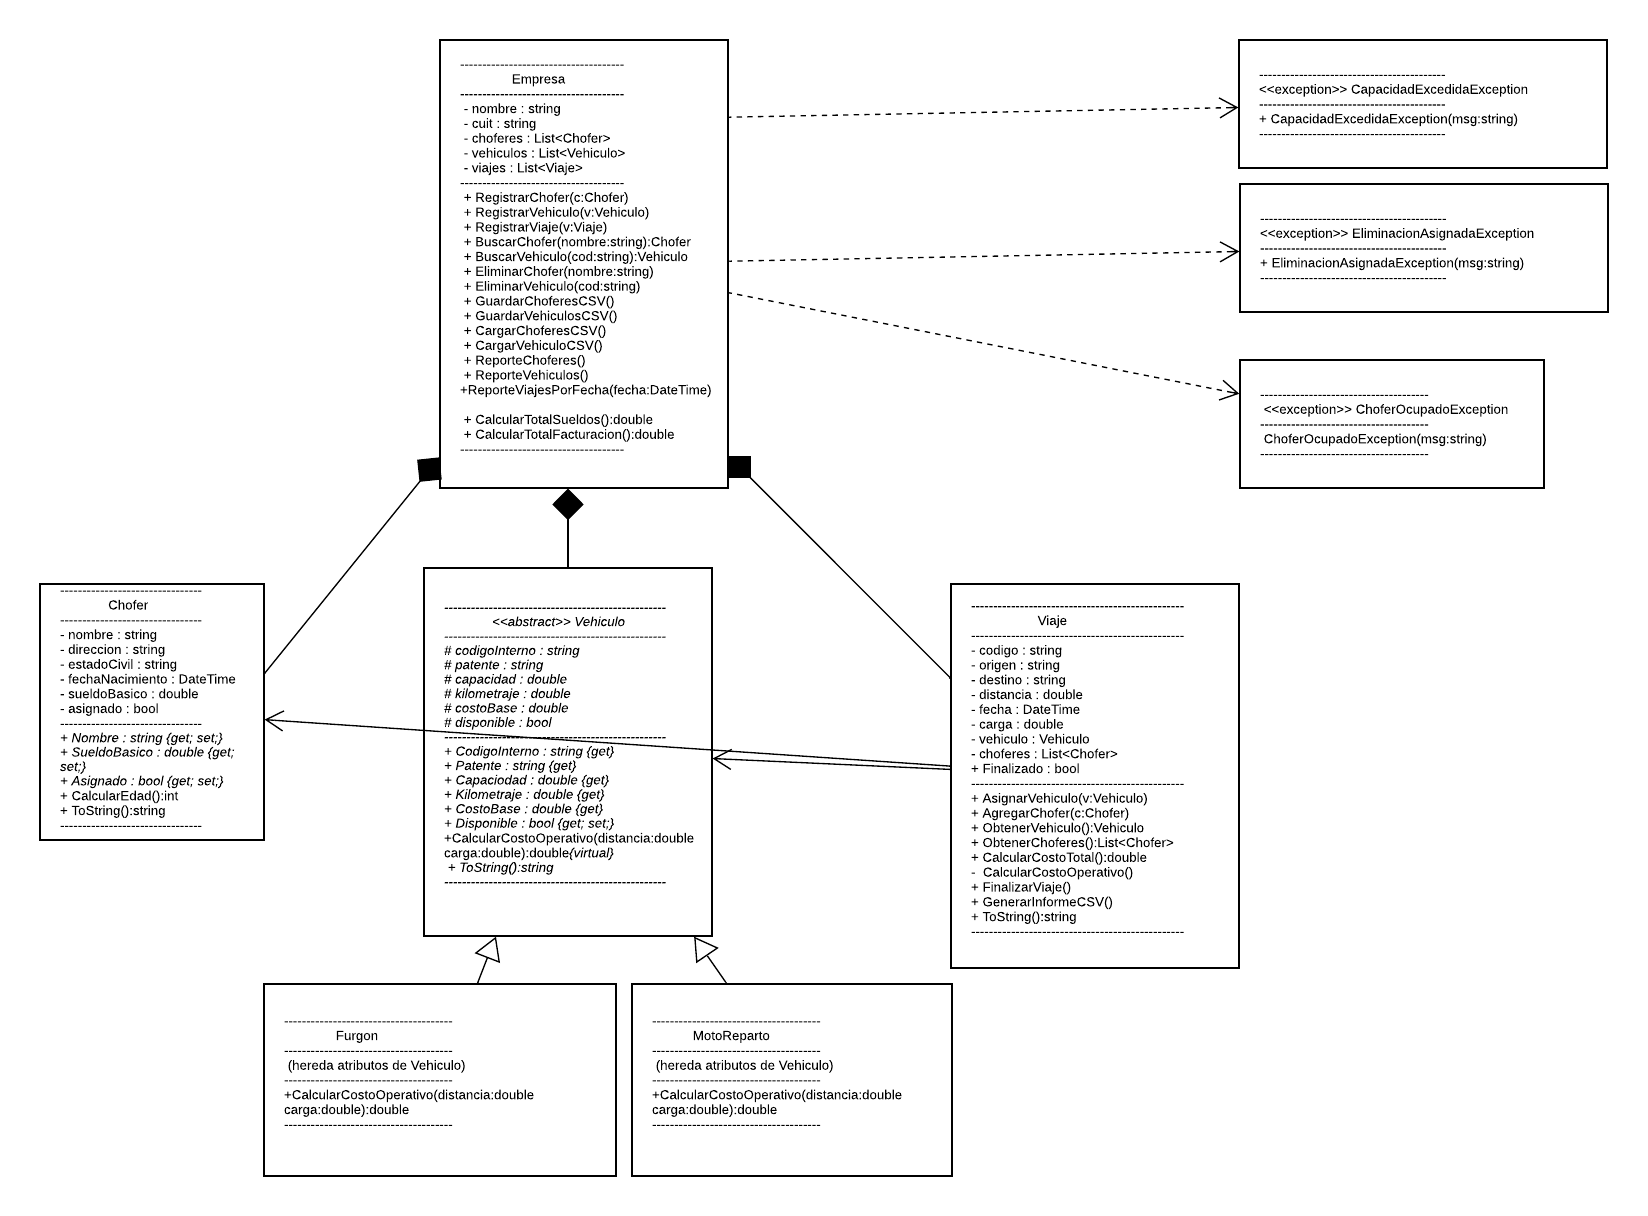 Empresa
- nombre : string
- cuit : string
- choferes : List<Chofer>
- vehiculos : List<Vehiculo>
- viajes : List<Viaje>
+ RegistrarChofer(c:Chofer)
+ RegistrarVehiculo(v:Vehiculo)
+ RegistrarViaje(v:Viaje)
+ BuscarChofer(nombre:string):Chofer
+ BuscarVehiculo(cod:string):Vehiculo
+ EliminarChofer(nombre:string)
+ EliminarVehiculo(cod:string)
+ GuardarChoferesCSV()
+ GuardarVehiculosCSV()
+ CargarChoferesCSV()
+ CargarVehiculoCSV()
+ ReporteChoferes()
+ ReporteVehiculos()
+ReporteViajesPorFecha(fecha:DateTime)
+ CalcularTotalSueldos():double
+ CalcularTotalFacturacion():double
<<exception>> CapacidadExcedidaException
+ CapacidadExcedidaException(msg:string)
<<exception>> EliminacionAsignadaException
+ EliminacionAsignadaException(msg:string)
<<exception>> ChoferOcupadoException
ChoferOcupadoException(msg:string)
Chofer
- nombre : string
- direccion : string
- estadoCivil : string
- fechaNacimiento : DateTime
- sueldoBasico : double
- asignado : bool
+ Nombre : string {get; set;}
+ SueldoBasico : double {get;
set;}
+ Asignado : bool {get; set;}
+ CalcularEdad():int
+ ToString():string
<<abstract>> Vehiculo
# codigoInterno : string
# patente : string
# capacidad : double
# kilometraje : double
# costoBase : double
# disponible : bool
+ CodigoInterno : string {get}
+ Patente : string {get}
+ Capaciodad : double {get}
+ Kilometraje : double {get}
+ CostoBase : double {get}
+ Disponible : bool {get; set;}
+CalcularCostoOperativo(distancia:double
carga:double):double{virtual}
+ ToString():string
Viaje
- codigo : string
- origen : string
- destino : string
- distancia : double
- fecha : DateTime
- carga : double
- vehiculo : Vehiculo
- choferes : List<Chofer>
+ Finalizado : bool
+ AsignarVehiculo(v:Vehiculo)
+ AgregarChofer(c:Chofer)
+ ObtenerVehiculo():Vehiculo
+ ObtenerChoferes():List<Chofer>
+ CalcularCostoTotal():double
- CalcularCostoOperativo()
+ FinalizarViaje()
+ GenerarInformeCSV()
+ ToString():string
Furgon
(hereda atributos de Vehiculo)
+CalcularCostoOperativo(distancia:double
carga:double):double
MotoReparto
(hereda atributos de Vehiculo)
+CalcularCostoOperativo(distancia:double
carga:double):double